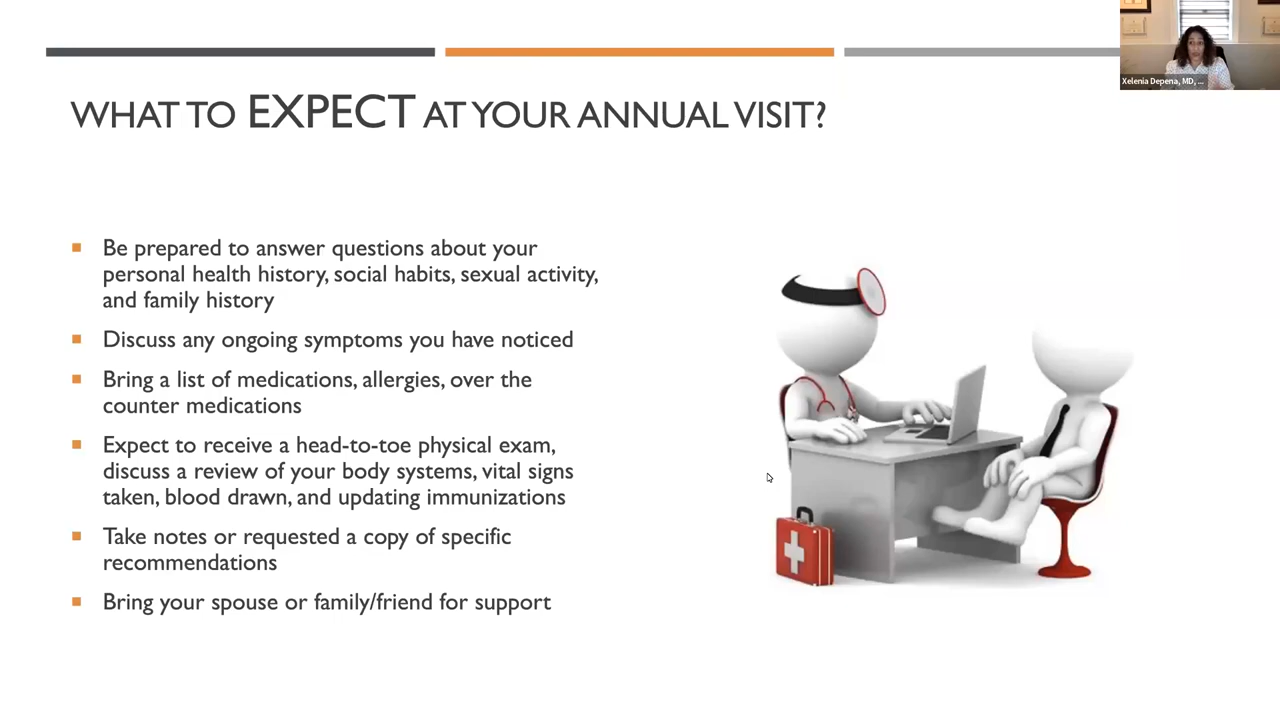 Xelenia Depena, MD, ...
WHAT TO EXPECT AT YOUR ANNUAL VISIT?
Be prepared to answer questions about your
personal health history, social habits, sexual activity,
and family history
Discuss any ongoing symptoms you have noticed
Bring a list of medications, allergies, over the
counter medications
Expect to receive a head-to-toe physical exam,
discuss a review of your body systems, vital signs
taken, blood drawn, and updating immunizations
Take notes or requested a copy of specific
recommendations
Bring your spouse or family/friend for support